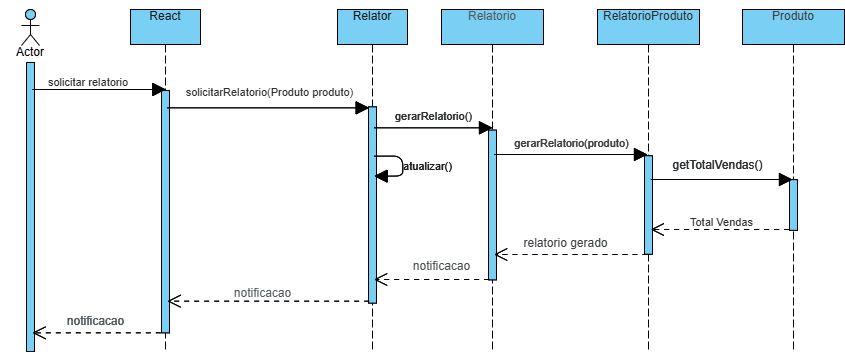 React
Relator
Relatorio
RelatorioProduto
Produto
Actor
solicitar relatorio
solicitarRelatorio(Produto produto)
gerarRelatorio()
gerarRelatorio(produto)
atualizar()
getTotalVendas()
Total Vendas
relatorio gerado
notificacao
notificacao
notificacao